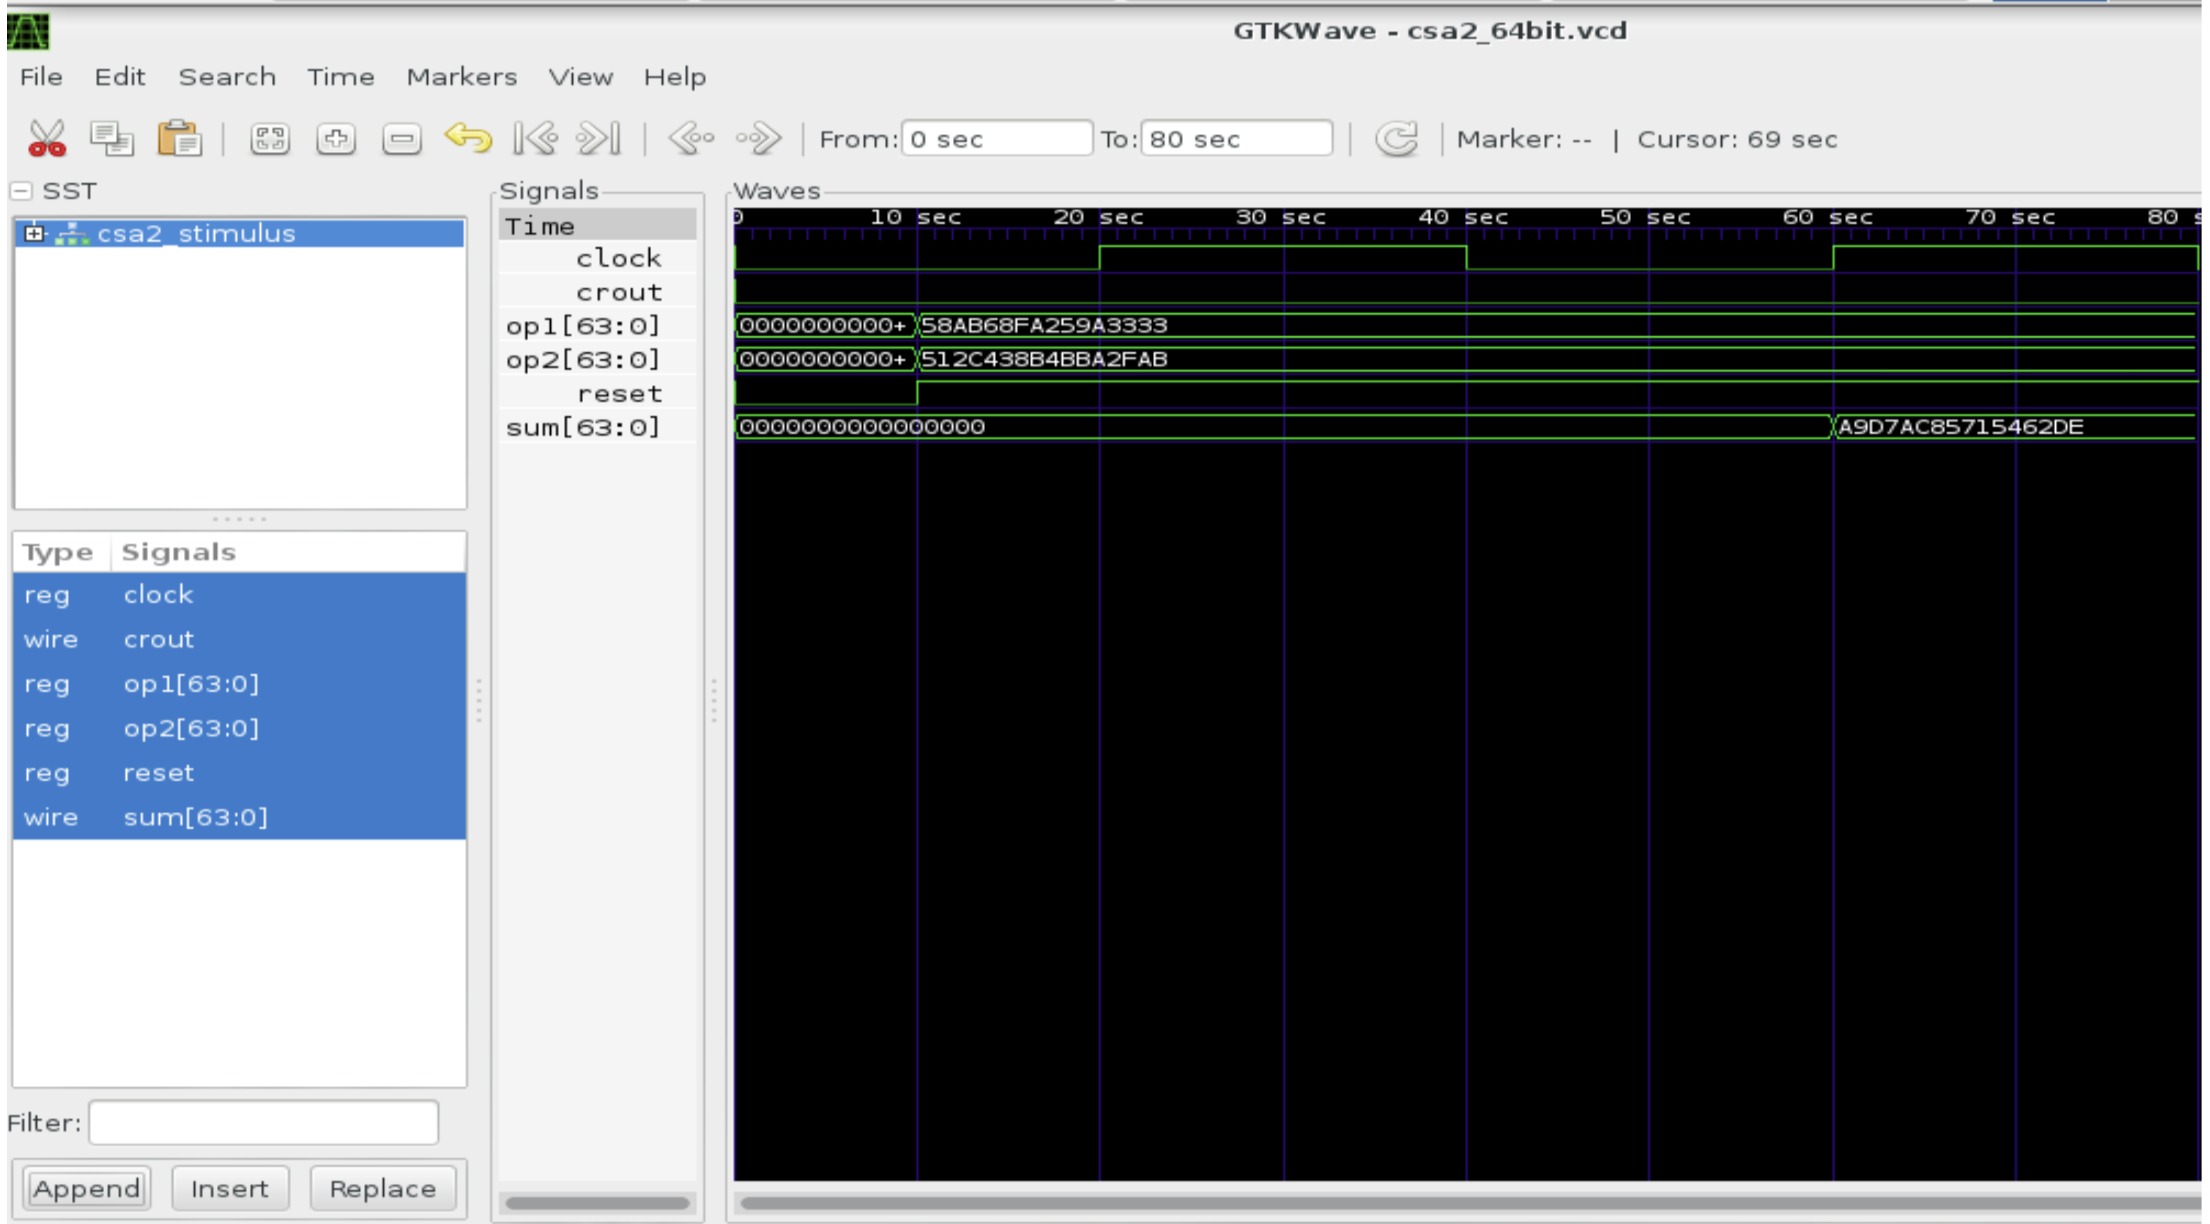 GTKWave - csa2_64bit.vcd
File Edit Search Time Markers View Help
From: 0 sec To: 80 sec Marker: -- | Cursor: 69 sec
SST
csa2_stimulus
Type Signals
reg clock
wire crout
reg op1[63:0]
reg op2[63:0]
reg reset
wire sum[63:0]
Filter:
Append Insert Replace
Signals
Time
clock
crout
op1[63:0]
op2[63:0]
reset
sum[63:0]
Waves
0 10 sec 20 sec 30 sec 40 sec 50 sec 60 sec 70 sec 80 s
0000000000+ 58AB68FA259A3333
0000000000+ 512C438B4BBA2FAB
0000000000000000 A9D7AC85715462DE